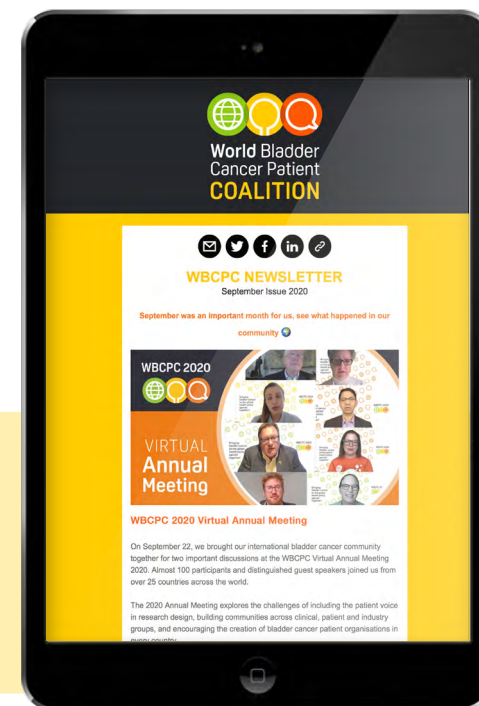 World Bladder
Cancer Patient
COALITION
WBCPC NEWSLETTER
September Issue 2020
September was an important month for us, see what happened in our
community
WBCPC 2020
VIRTUAL
Annual
Meeting
WBCPC 2020 Virtual Annual Meeting
On September 22, we brought our international bladder cancer community
together for two important discussions at the WBCPC Virtual Annual Meeting
2020. Almost 100 participants and distinguished guest speakers joined us from
over 25 countries across the world.
The 2020 Annual Meeting explores the challenges of including the patient voice
in research design, building communities across clinical, patient and industry
groups, and encouraging the creation of bladder cancer patient organisations in
every country